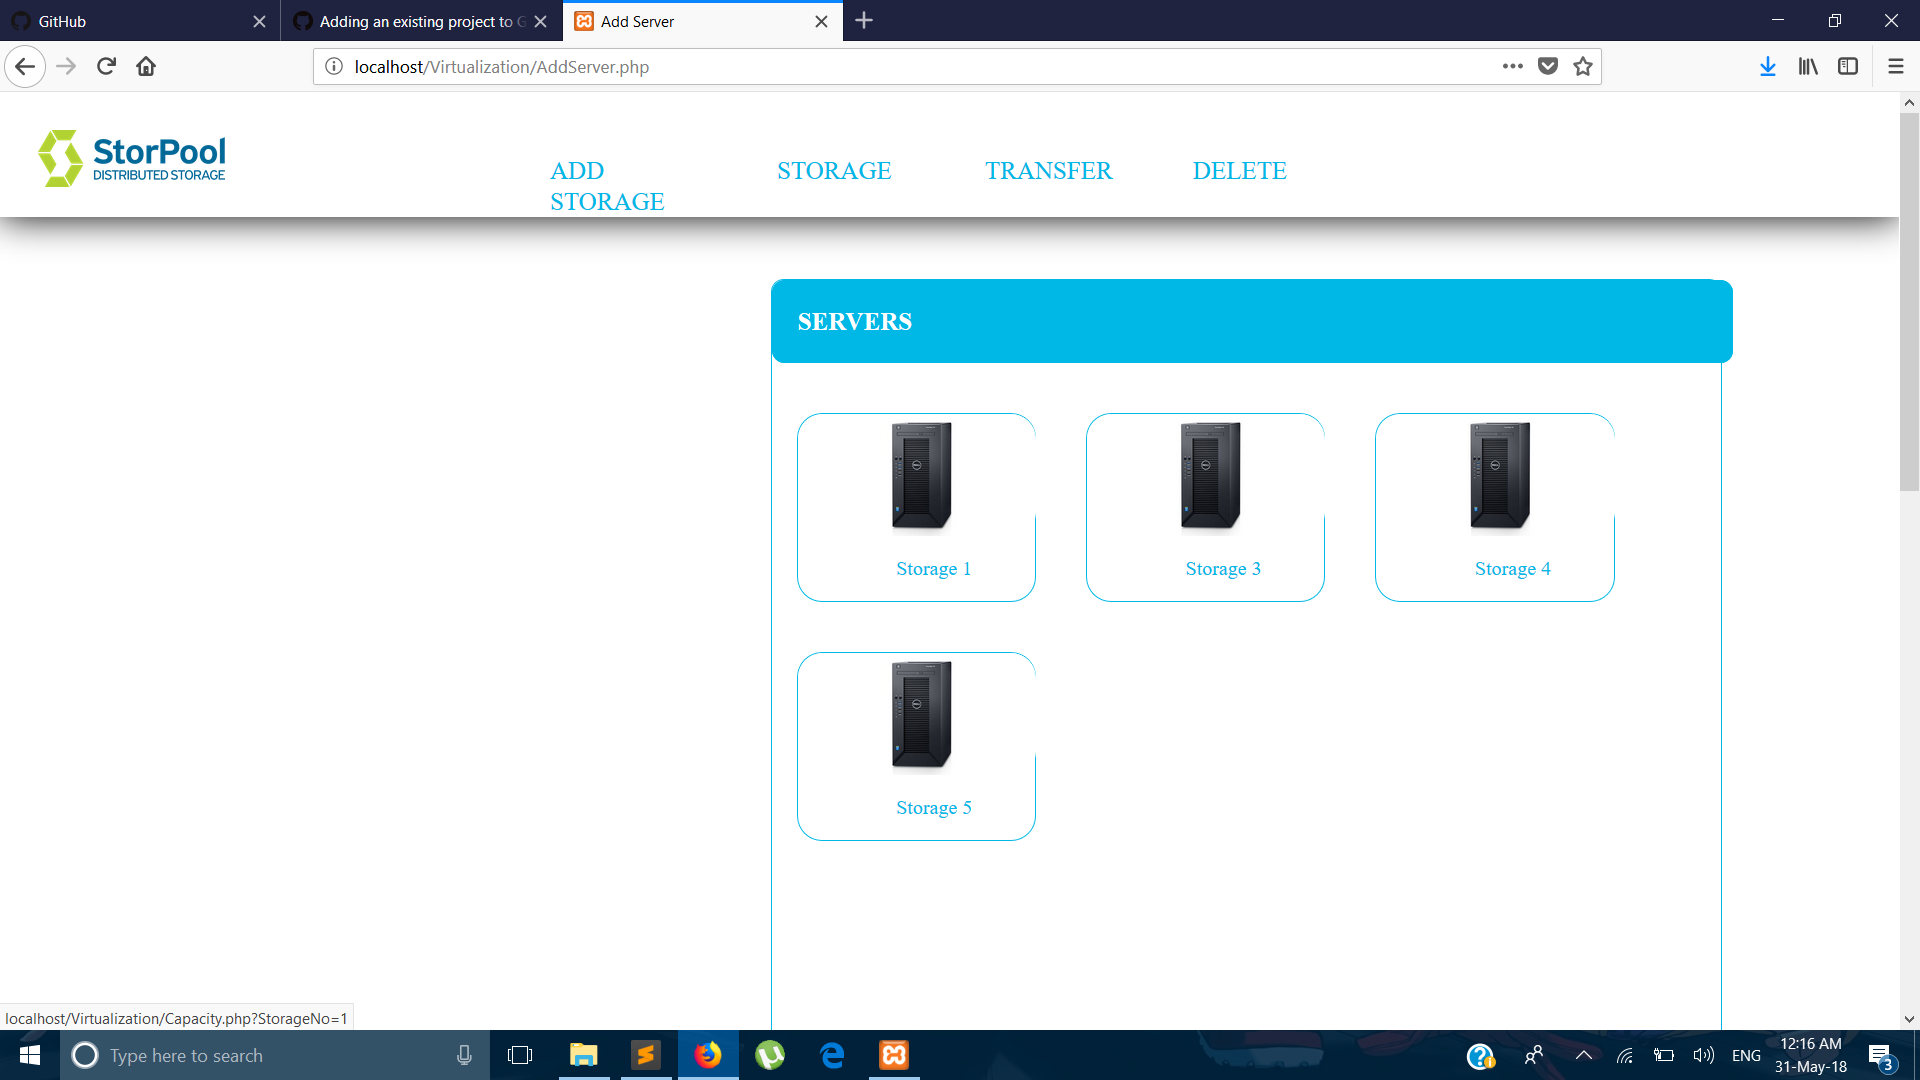 GitHub
Adding an existing project to G
Add Server
localhost/Virtualization/AddServer.php
StorPool
DISTRIBUTED STORAGE
ADD
STORAGE
STORAGE
TRANSFER
DELETE
SERVERS
Storage 1
Storage 3
Storage 4
Storage 5
localhost/Virtualization/Capacity.php?StorageNo=1
Type here to search
ENG
12:16 AM
31-May-18
3